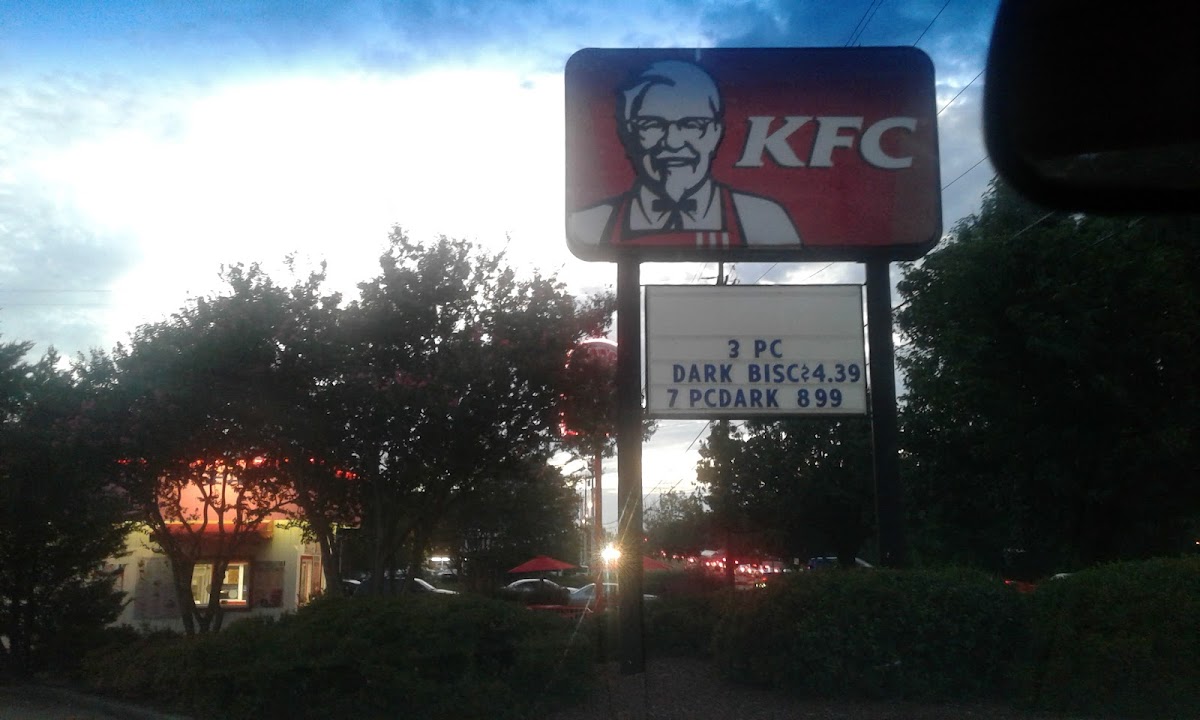 KFC
3 PC
DARK BISC $4.39
7 PCDARK 899